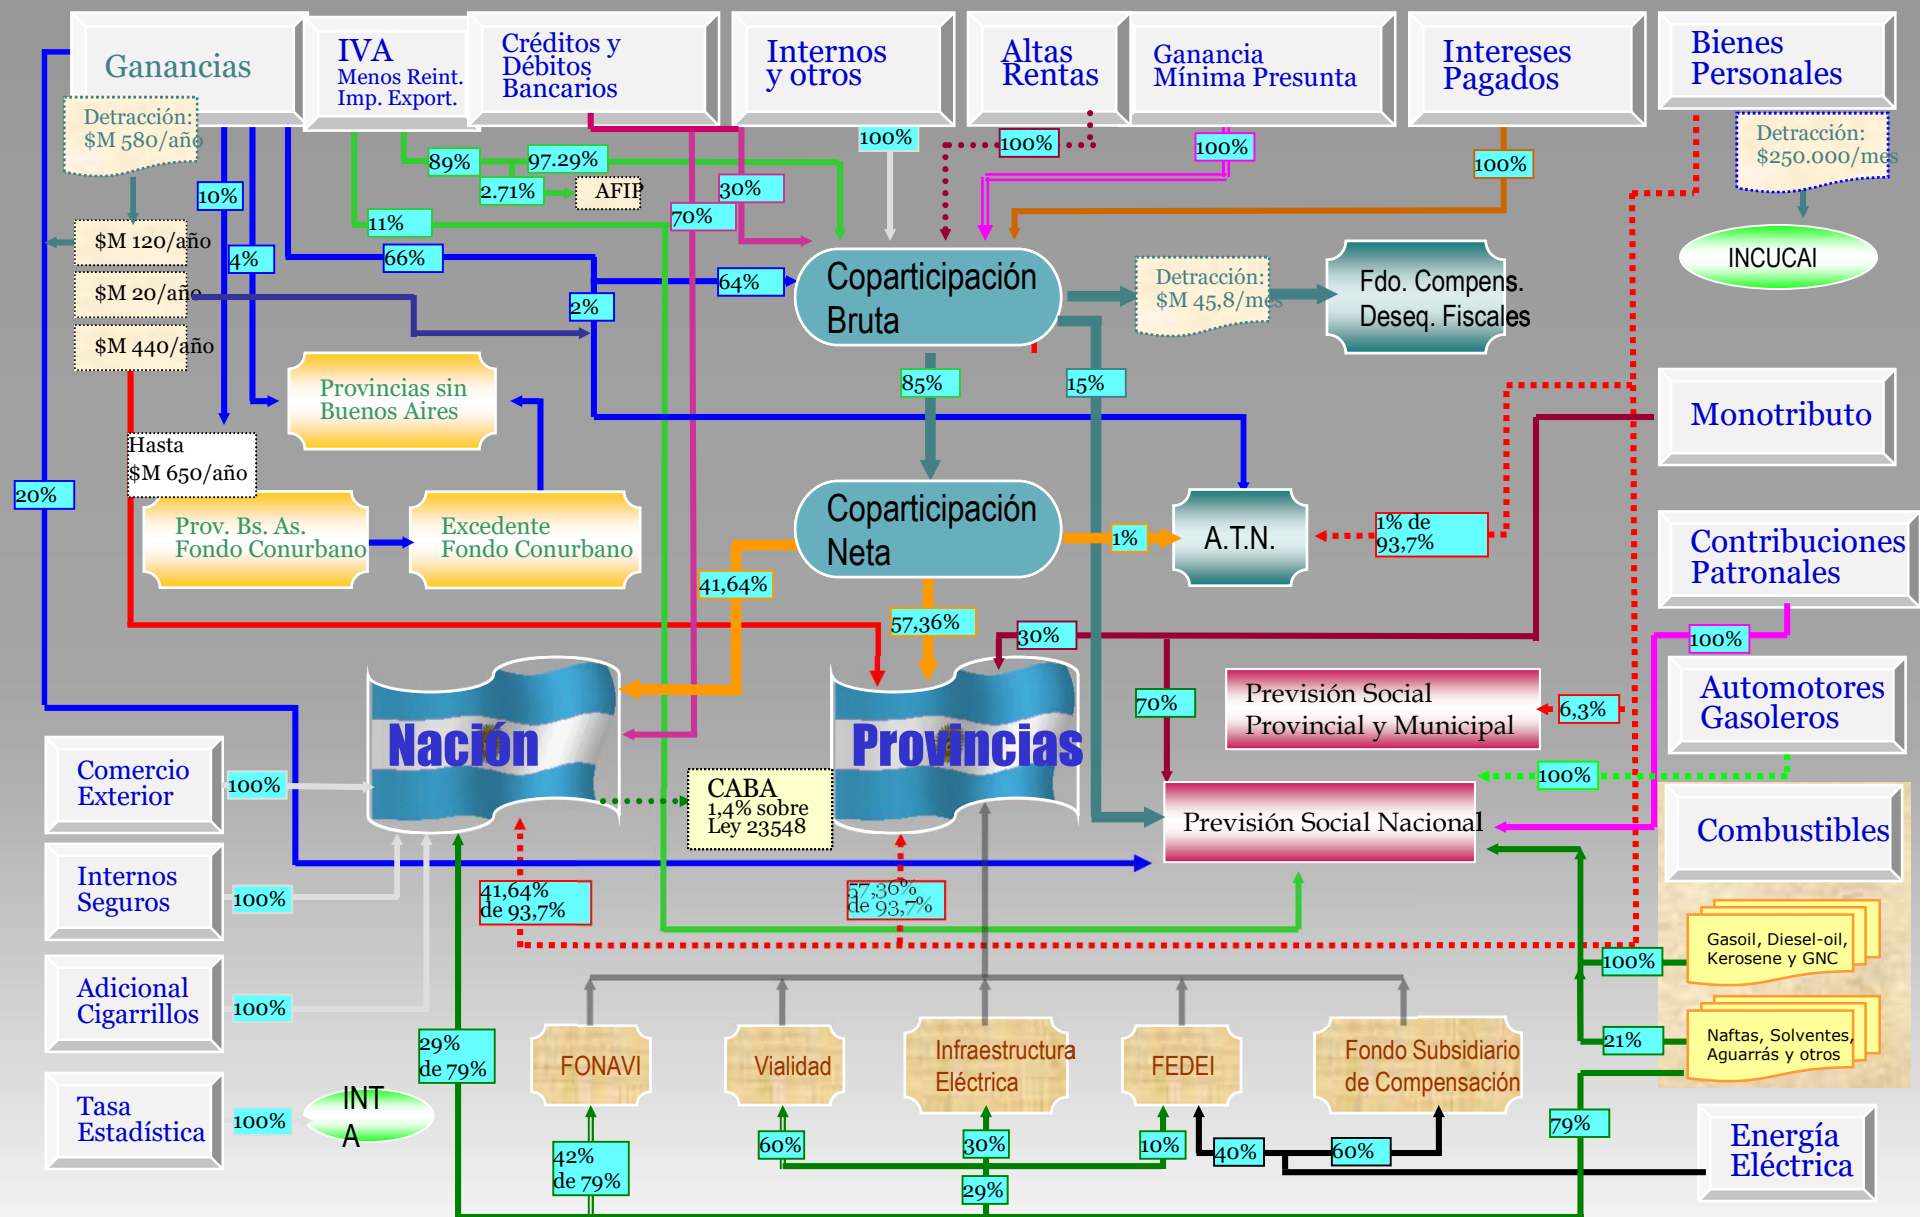 Ganancias
IVA
Menos Reint.
Imp. Export.
Créditos y
Débitos
Bancarios
Internos
y otros
Altas
Rentas
Ganancia
Mínima Presunta
Intereses
Pagados
Bienes
Personales
Detracción:
$M 580/año
Detracción:
$250.000/mes
100%
100%
100%
100%
89%
97.29%
2.71%
AFIP
10%
30%
70%
11%
$M 120/año
4%
66%
64%
2%
$M 20/año
$M 440/año
Coparticipación
Bruta
Detracción:
$M 45,8/mes
Fdo. Compens.
Deseq. Fiscales
INCUCAI
Provincias sin
Buenos Aires
85%
15%
Monotributo
Hasta
$M 650/año
20%
Prov. Bs. As.
Fondo Conurbano
Excedente
Fondo Conurbano
Coparticipación
Neta
1%
A.T.N.
1% de
93,7%
Contribuciones
Patronales
41,64%
57,36%
30%
100%
70%
Previsión Social
Provincial y Municipal
6,3%
Automotores
Gasoleros
Nación
Provincias
Comercio
Exterior
100%
CABA
1,4% sobre
Ley 23548
100%
Previsión Social Nacional
Combustibles
Internos
Seguros
100%
41,64%
de 93,7%
57,36%
de 93,7%
Gasoil, Diesel-oil,
Kerosene y GNC
100%
Adicional
Cigarrillos
100%
29%
de 79%
FONAVI
Vialidad
Infraestructura
Eléctrica
FEDEI
Fondo Subsidiario
de Compensación
21%
Naftas, Solventes,
Aguarrás y otros
Tasa
Estadística
100%
INT
A
42%
de 79%
60%
30%
10%
40%
60%
79%
29%
Energía
Eléctrica